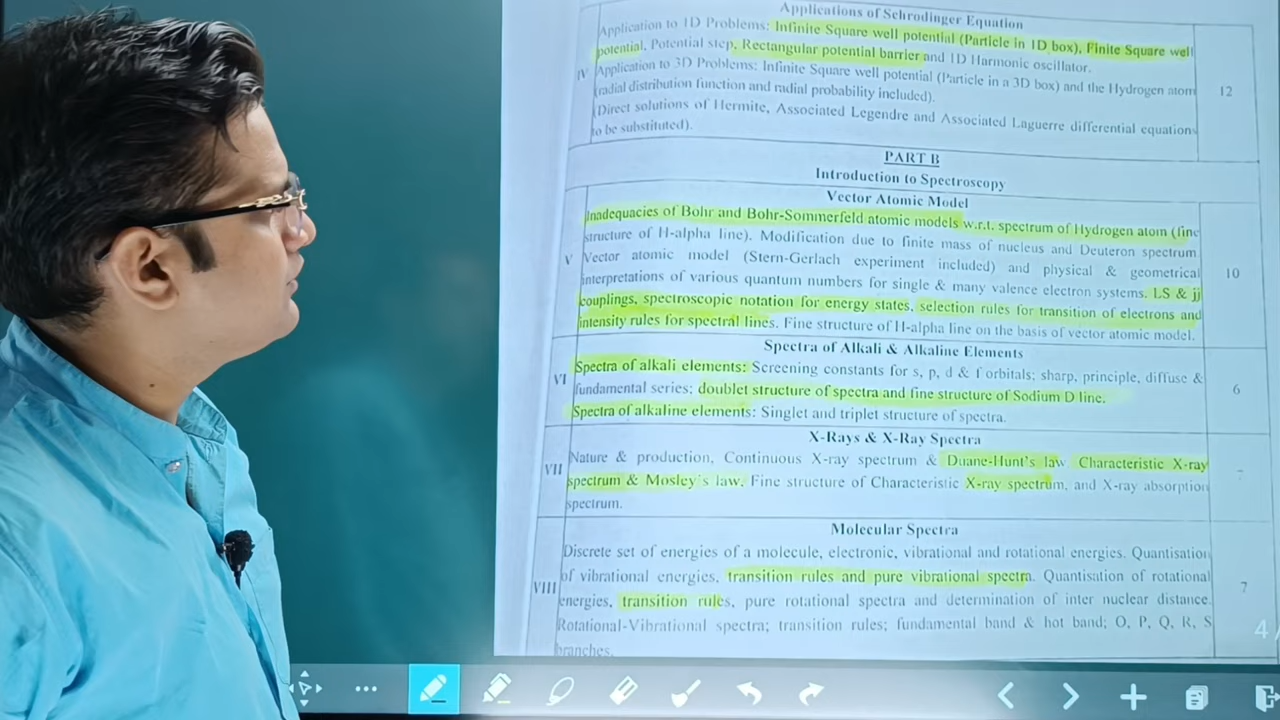 Applications of Schrodinger Equation
Application to 1D Problems: Infinite Square well potential (Particle in 1D box), Finite Square well
potential, Potential step, Rectangular potential barrier and 1D Harmonic oscillator.
IV Application to 3D Problems: Infinite Square well potential (Particle in a 3D box) and the Hydrogen atom 12
(radial distribution function and radial probability included).
(Direct solutions of Hermite, Associated Legendre and Associated Laguerre differential equations
to be substituted).
PART B
Introduction to Spectroscopy
Vector Atomic Model
Inadequacies of Bohr and Bohr-Sommerfeld atomic models w.r.t. spectrum of Hydrogen atom (fine
structure of H-alpha line). Modification due to finite mass of nucleus and Deuteron spectrum.
V Vector atomic model (Stern-Gerlach experiment included) and physical & geometrical 10
interpretations of various quantum numbers for single & many valence electron systems. LS & jj
couplings, spectroscopic notation for energy states, selection rules for transition of electrons and
intensity rules for spectral lines. Fine structure of H-alpha line on the basis of vector atomic model.
Spectra of Alkali & Alkaline Elements
VI Spectra of alkali elements: Screening constants for s, p, d & f orbitals; sharp, principle, diffuse & 6
fundamental series; doublet structure of spectra and fine structure of Sodium D line.
Spectra of alkaline elements: Singlet and triplet structure of spectra.
X-Rays & X-Ray Spectra
VII Nature & production, Continuous X-ray spectrum & Duane-Hunt's law Characteristic X-ray 7
spectrum & Mosley's law. Fine structure of Characteristic X-ray spectrum, and X-ray absorption
spectrum.
Molecular Spectra
Discrete set of energies of a molecule, electronic, vibrational and rotational energies. Quantisation
VIII of vibrational energies, transition rules and pure vibrational spectra. Quantisation of rotational 7
energies, transition rules, pure rotational spectra and determination of inter nuclear distance.
Rotational-Vibrational spectra; transition rules; fundamental band & hot band; O, P, Q, R, S
branches.
4/